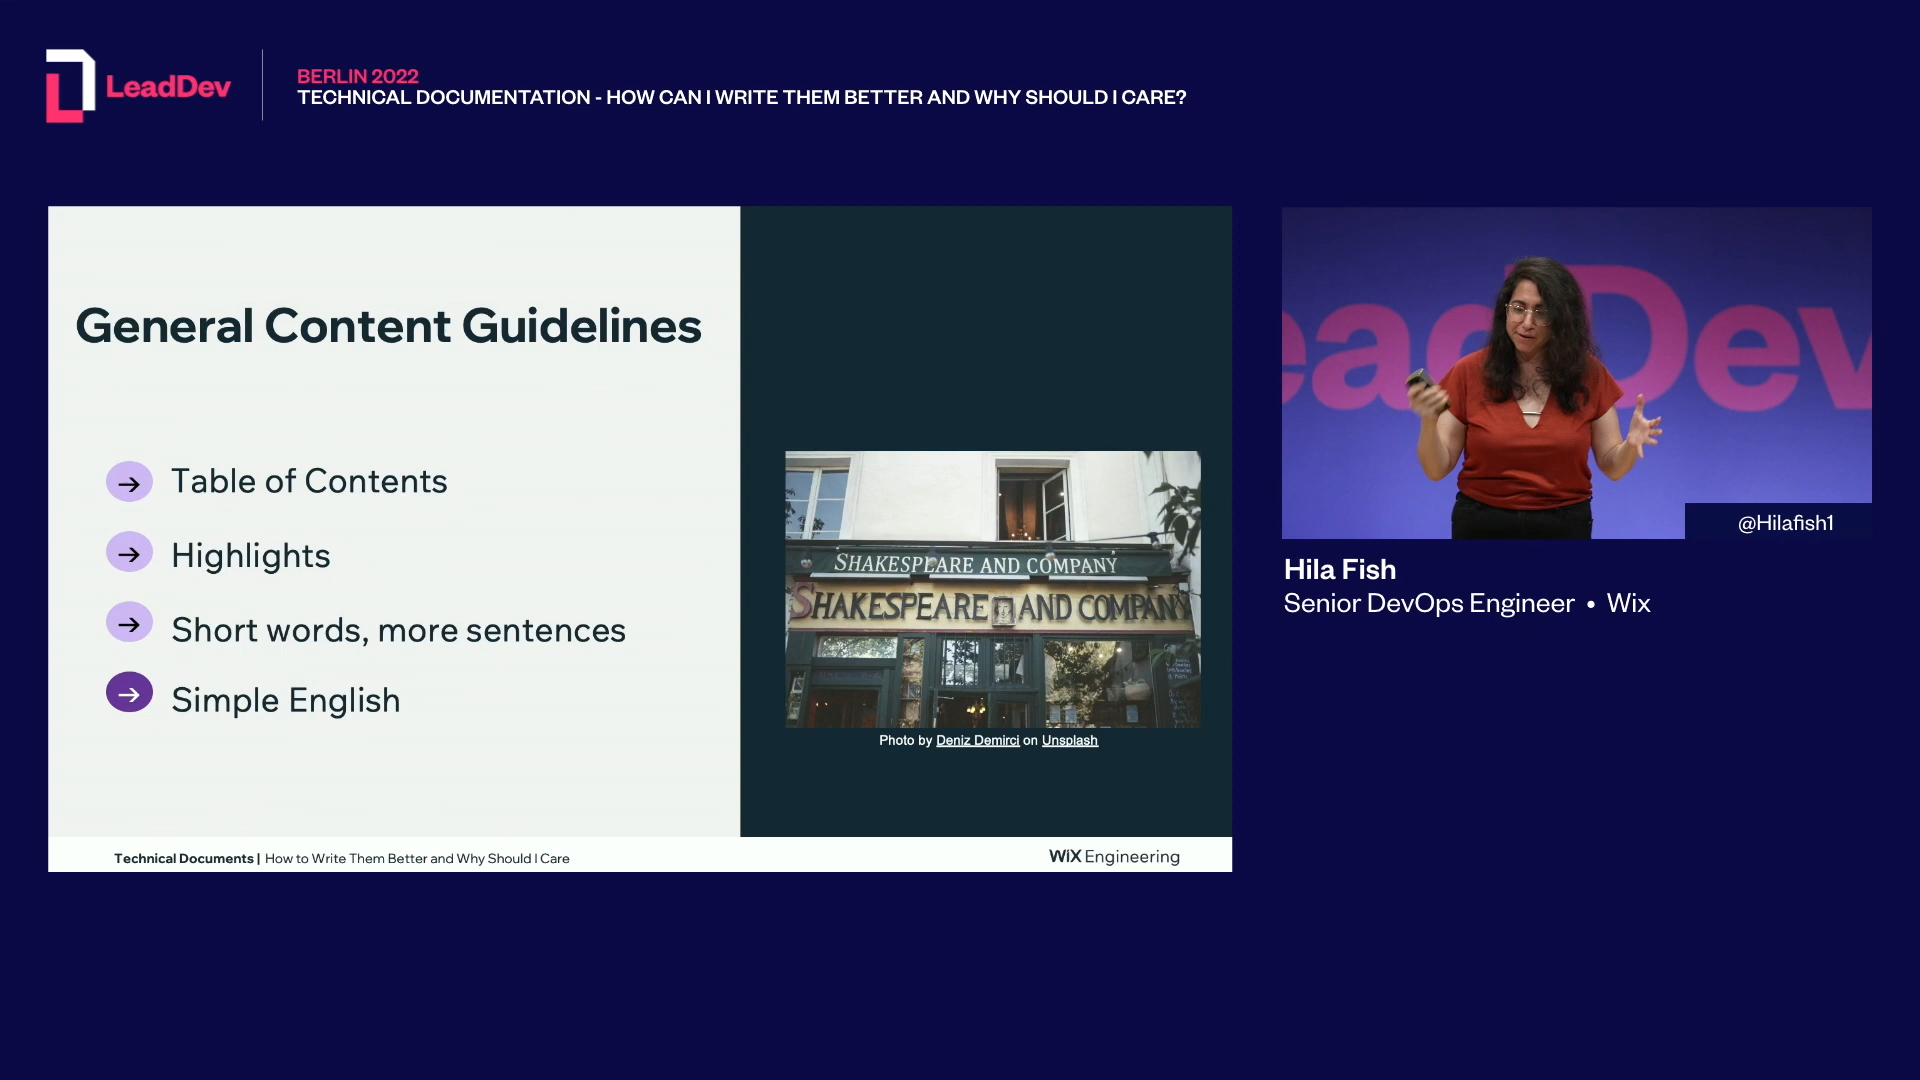 LeadDev
BERLIN 2022
TECHNICAL DOCUMENTATION - HOW CAN I WRITE THEM BETTER AND WHY SHOULD I CARE?
General Content Guidelines
Table of Contents
Highlights
Short words, more sentences
Simple English
SHAKESPEARE AND COMPANY
SHAKESPEARE AND COMPANY
Photo by Deniz Demirci on Unsplash
Technical Documents | How to Write Them Better and Why Should I Care
WiX Engineering
eadDev
@Hilafish1
Hila Fish
Senior DevOps Engineer • Wix